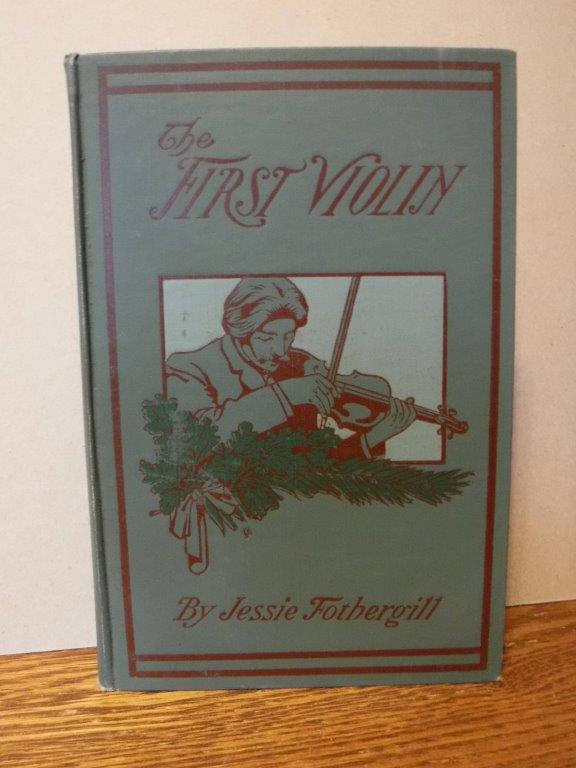 The
FIRST VIOLIN
By Jessie Fothergill